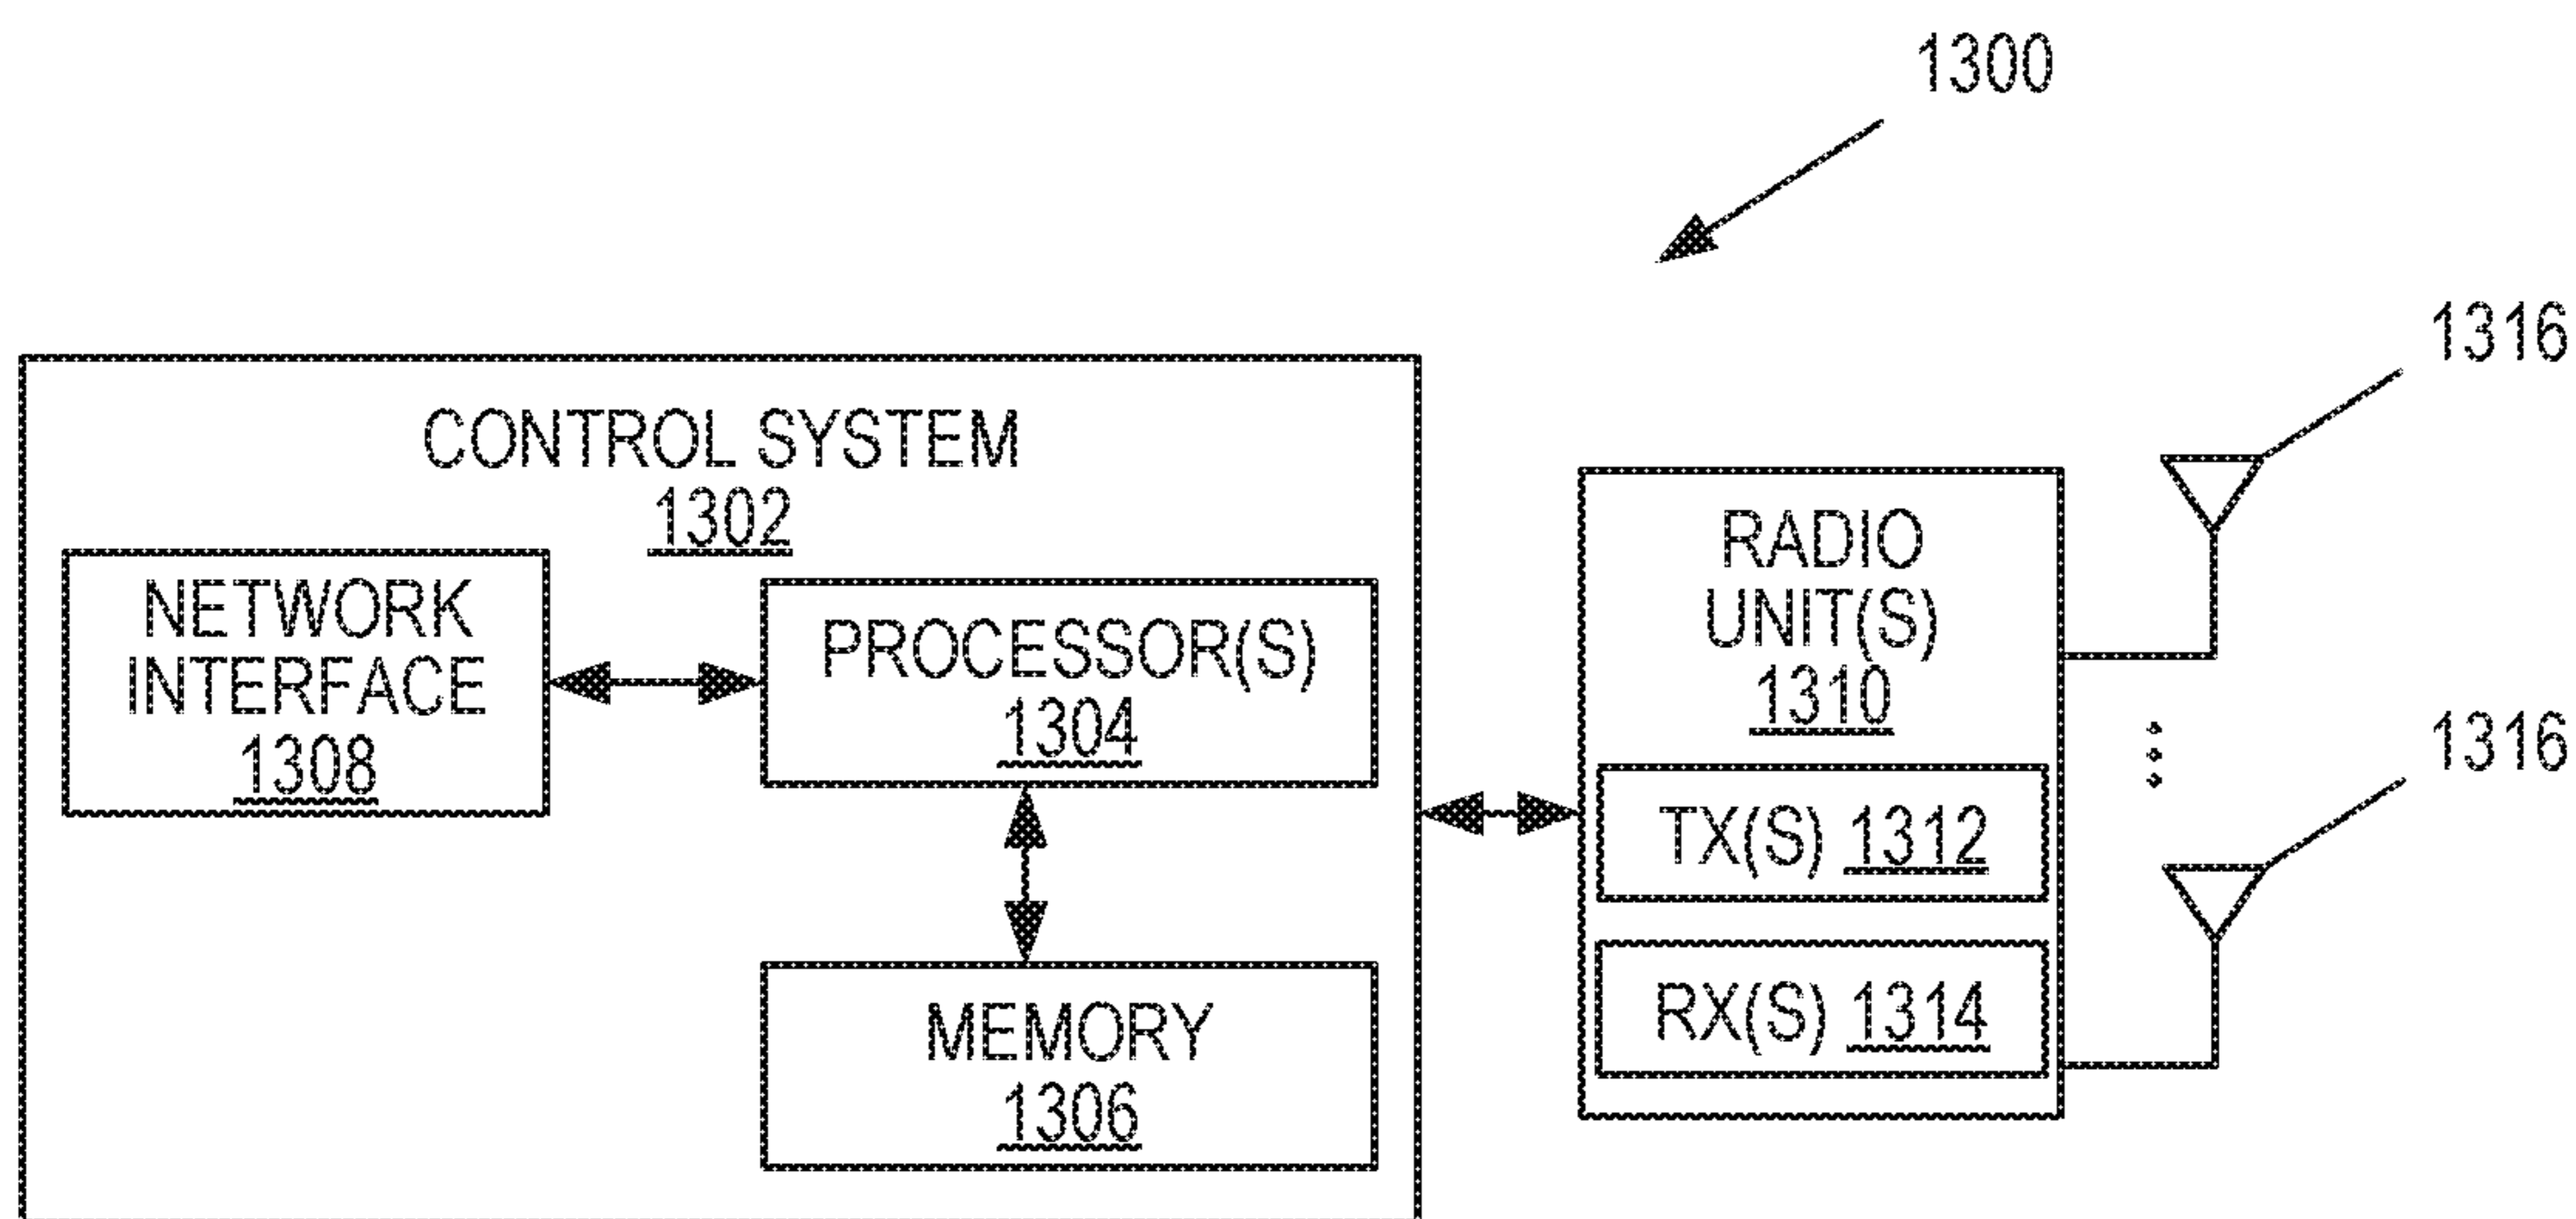 1300
1316
CONTROL SYSTEM
1302
NETWORK
INTERFACE
1308
PROCESSOR(S)
1304
MEMORY
1306
RADIO
UNIT(S)
1310
TX(S) 1312
RX(S) 1314
1316